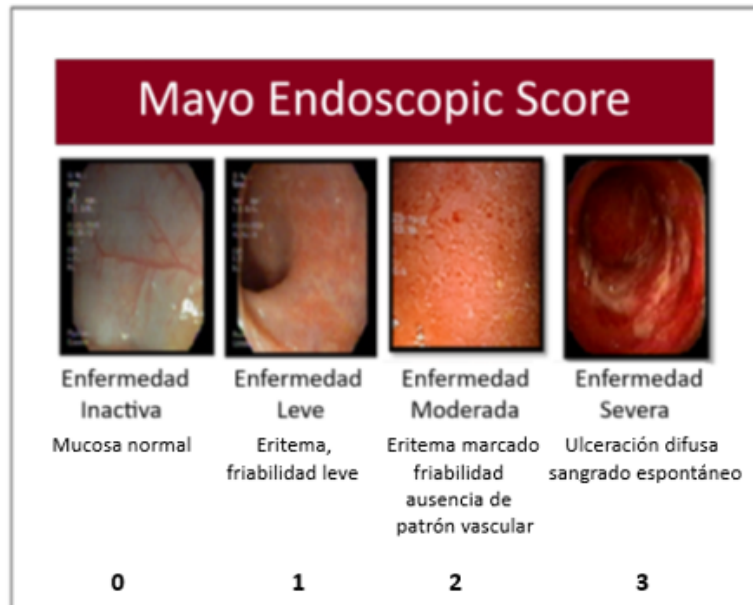 Mayo Endoscopic Score
Enfermedad Inactiva
Mucosa normal
0
Enfermedad Leve
Eritema,
friabilidad leve
1
Enfermedad Moderada
Eritema marcado
friabilidad
ausencia de
patrón vascular
2
Enfermedad Severa
Ulceración difusa
sangrado espontáneo
3